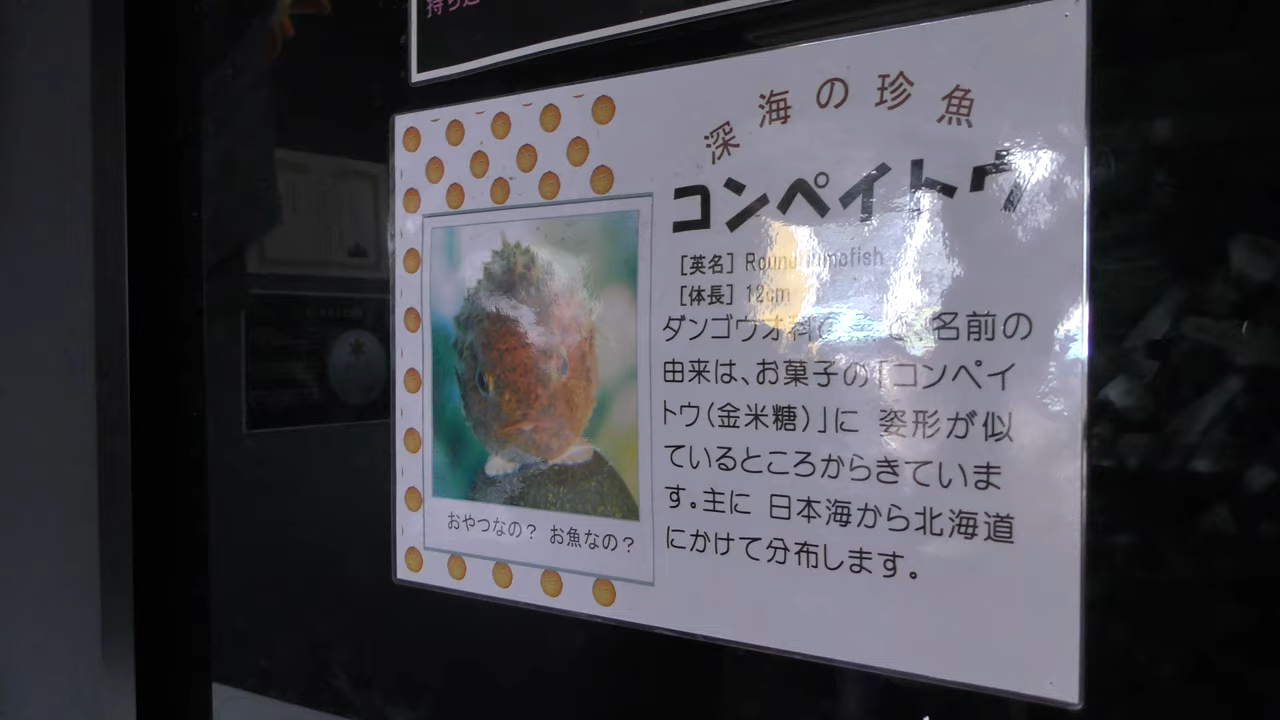 持ち込
深海の珍魚
コンペイトウ
[英名] Round lumpfish
[体長] 12cm
ダンゴウオ科の 名前の
由来は、お菓子の「コンペイ
トウ(金米糖)」に 姿形が似
ているところからきていま
す。主に 日本海から北海道
にかけて分布します。
おやつなの? お魚なの?